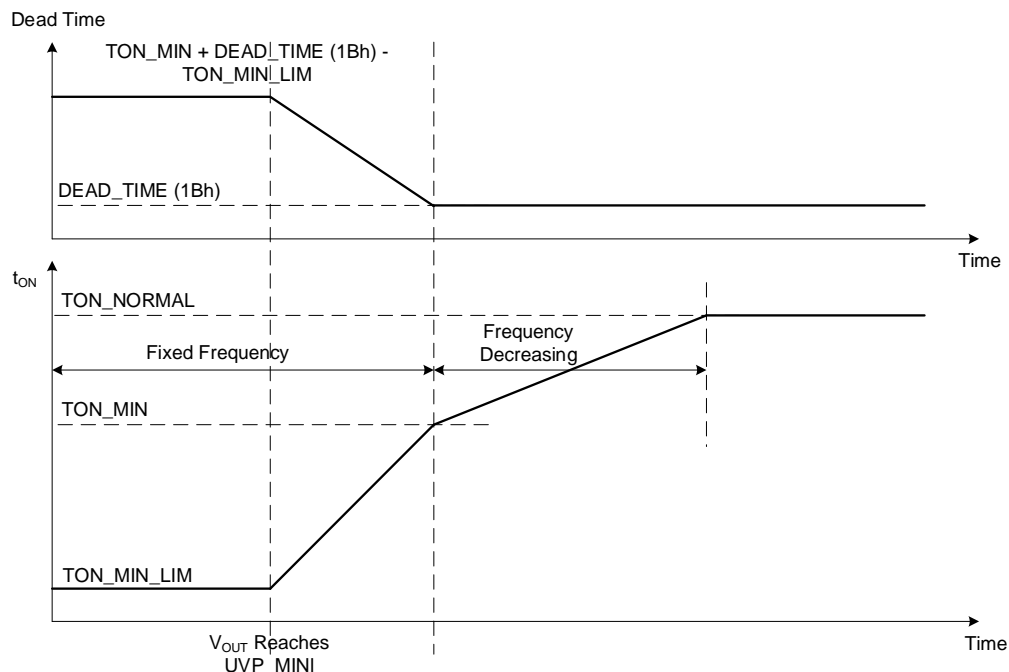 Dead Time
TON_MIN + DEAD_TIME (1Bh) -
TON_MIN_LIM
DEAD_TIME (1Bh)
Time
tON
TON_NORMAL
Fixed Frequency
Frequency
Decreasing
TON_MIN
TON_MIN_LIM
Time
VOUT Reaches
UVP_MINI